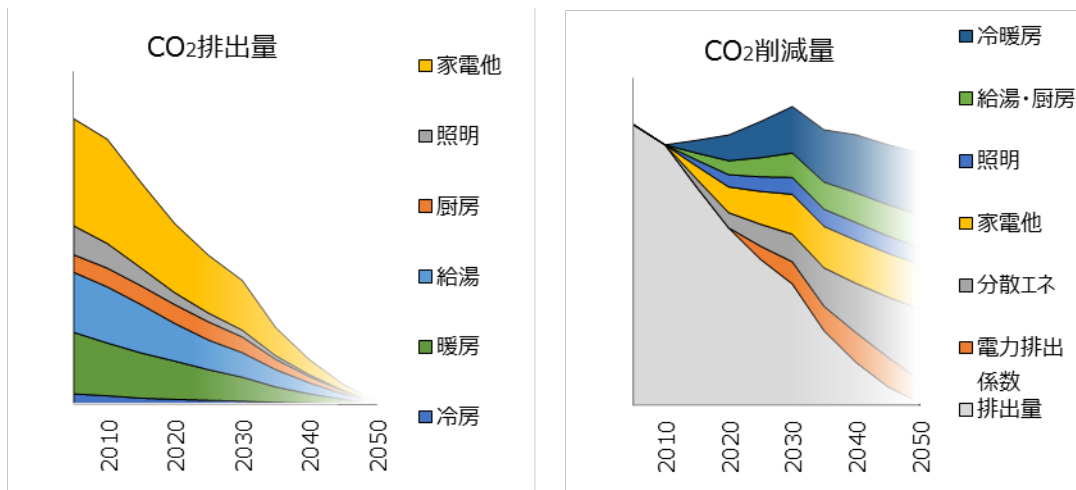 CO₂排出量
家電他
照明
厨房
給湯
暖房
冷房
2010
2020
2030
2040
2050
CO₂削減量
冷暖房
給湯・厨房
照明
家電他
分散エネ
電力排出
係数
排出量
2010
2020
2030
2040
2050